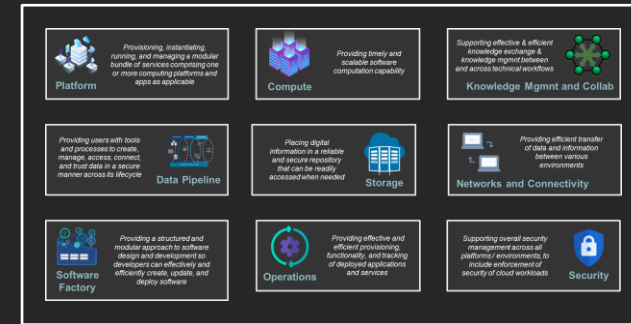 Provisioning, instantiating,
running, and managing a modular
bundle of services comprising one
or more computing platforms and
apps as applicable
Platform
Providing timely and
scalable software
computation capability
Compute
Supporting effective & efficient
knowledge exchange &
knowledge mgmnt between
and across technical workflows
Knowledge Mgmnt and Collab
Providing users with tools
and processes to create,
manage, access, connect,
and trust data in a secure
manner across its lifecycle
Data Pipeline
Placing digital
information in a reliable
and secure repository
that can be readily
accessed when needed
Storage
Providing efficient transfer
of data and information
between various
environments
Networks and Connectivity
Providing a structured and
modular approach to software
design and development so
developers can effectively and
efficiently create, update, and
deploy software
Software
Factory
Providing effective and
efficient provisioning,
functionality, and tracking
of deployed applications
and services
Operations
Supporting overall security
management across all
platforms / environments, to
include enforcement of
security of cloud workloads
Security